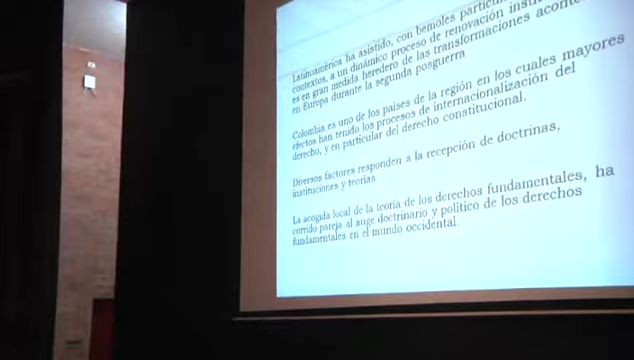 Latinoamérica ha asistido, con bemoles
contextos, a un dinámico proceso de renovación
es en gran medida heredero de las transformaciones
en Europa durante la segunda posguerra
Colombia es uno de los países de la región en los cuales mayores
efectos han tenido los procesos de internacionalización del
derecho, y en particular del derecho constitucional.
Diversos factores responden a la recepción de doctrinas,
instituciones y teorías.
La acogida local de la teoría de los derechos fundamentales, ha
corrido pareja al auge doctrinario y político de los derechos
fundamentales en el mundo occidental.